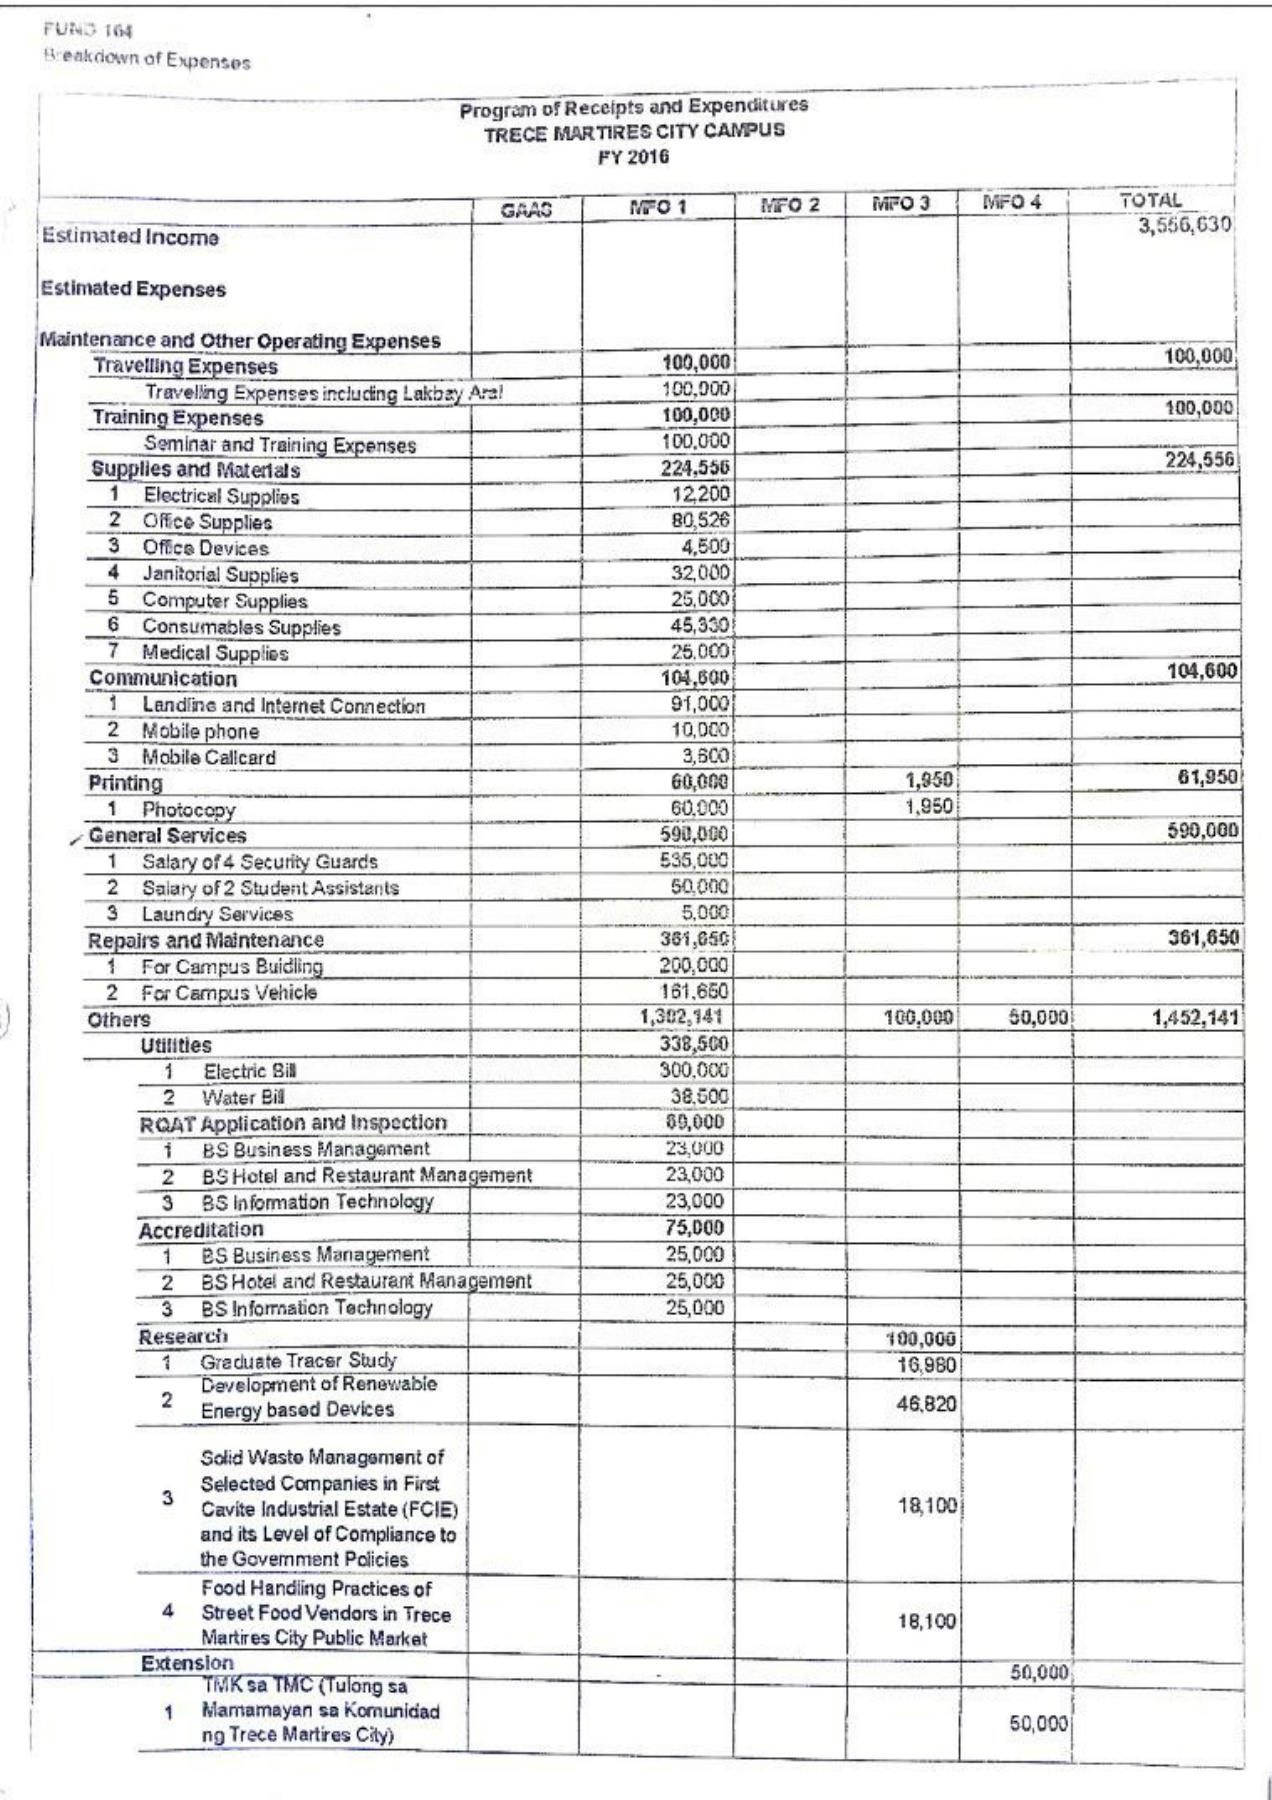 FUND 164
Breakdown of Expenses
Program of Receipts and Expenditures
TRECE MARTIRES CITY CAMPUS
FY 2016
GAAS MFO 1 MFO 2 MFO 3 MFO 4 TOTAL
Estimated Income 3,556,630
Estimated Expenses
Maintenance and Other Operating Expenses
Travelling Expenses 100,000 100,000
Travelling Expenses including Lakbay Aral 100,000
Training Expenses 100,000 100,000
Seminar and Training Expenses 100,000
Supplies and Materials 224,556 224,556
1 Electrical Supplies 12,200
2 Office Supplies 80,526
3 Office Devices 4,500
4 Janitorial Supplies 32,000
5 Computer Supplies 25,000
6 Consumables Supplies 45,330
7 Medical Supplies 25,000
Communication 104,600 104,600
1 Landline and Internet Connection 91,000
2 Mobile phone 10,000
3 Mobile Callcard 3,600
Printing 60,000 1,950 61,950
1 Photocopy 60,000 1,950
General Services 590,000 590,000
1 Salary of 4 Security Guards 535,000
2 Salary of 2 Student Assistants 50,000
3 Laundry Services 5,000
Repairs and Maintenance 361,650 361,650
1 For Campus Buidling 200,000
2 For Campus Vehicle 161,650
Others 1,302,141 100,000 50,000 1,452,141
Utilities 338,500
1 Electric Bill 300,000
2 Water Bill 38,500
RQAT Application and Inspection 69,000
1 BS Business Management 23,000
2 BS Hotel and Restaurant Management 23,000
3 BS Information Technology 23,000
Accreditation 75,000
1 BS Business Management 25,000
2 BS Hotel and Restaurant Management 25,000
3 BS Information Technology 25,000
Research 100,000
1 Graduate Tracer Study 16,980
Development of Renewable
2 Energy based Devices 46,820
Solid Waste Management of
Selected Companies in First
3 Cavite Industrial Estate (FCIE) 18,100
and its Level of Compliance to
the Government Policies
Food Handling Practices of
4 Street Food Vendors in Trece 18,100
Martires City Public Market
Extension 50,000
TMK sa TMC (Tulong sa
1 Mamamayan sa Komunidad 50,000
ng Trece Martires City)